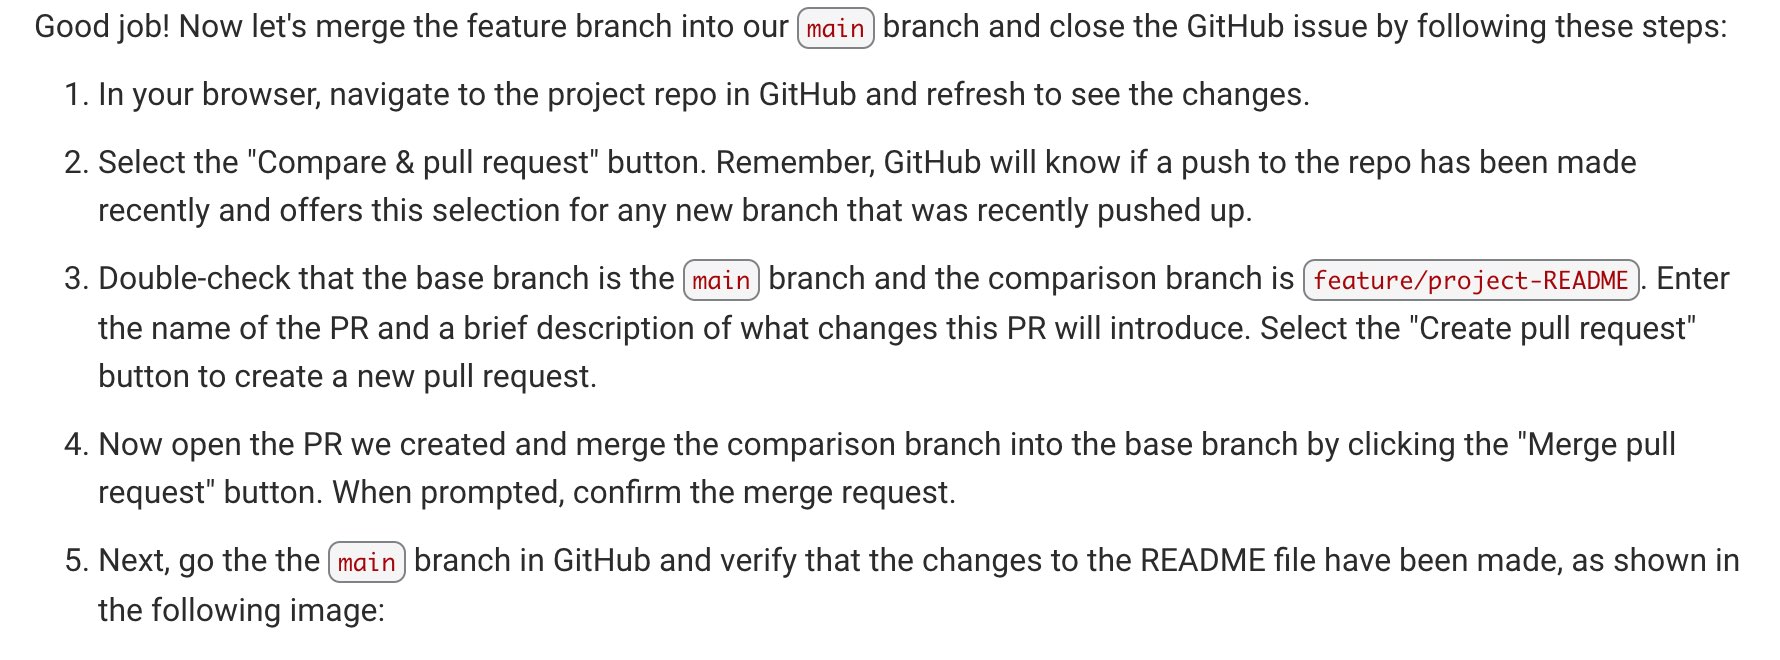 Good job! Now let's merge the feature branch into our main branch and close the GitHub issue by following these steps:
1. In your browser, navigate to the project repo in GitHub and refresh to see the changes.
2. Select the "Compare & pull request" button. Remember, GitHub will know if a push to the repo has been made
recently and offers this selection for any new branch that was recently pushed up.
3. Double-check that the base branch is the main branch and the comparison branch is feature/project-README. Enter
the name of the PR and a brief description of what changes this PR will introduce. Select the "Create pull request"
button to create a new pull request.
4. Now open the PR we created and merge the comparison branch into the base branch by clicking the "Merge pull
request" button. When prompted, confirm the merge request.
5. Next, go the the main branch in GitHub and verify that the changes to the README file have been made, as shown in
the following image: